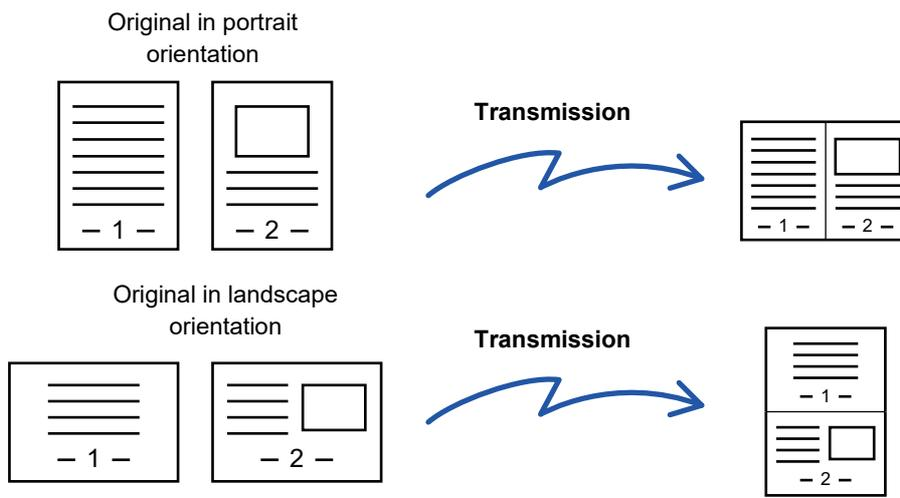 Original in portrait
orientation
Transmission
– 1 –
– 2 –
– 1 –
– 2 –
Original in landscape
orientation
Transmission
– 1 –
– 2 –
– 1 –
– 2 –